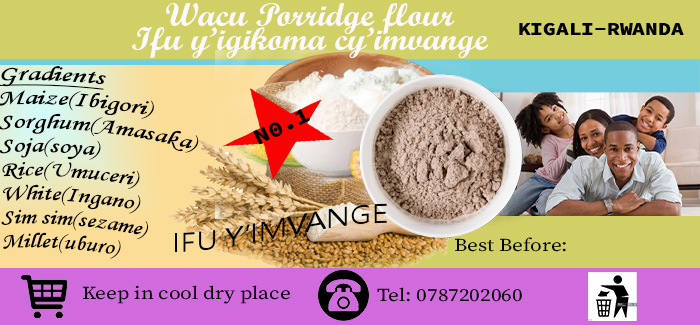 Wacu Porridge flour
Ifu y'igikoma cy'imvange
KIGALI-RWANDA
Gradients
Maize(Ibigori)
Sorghum(Amasaka)
Soja(soya)
Rice(Umuceri)
White(Ingano)
Sim sim(sezame)
Millet(uburo)
N0.1
IFU Y'IMVANGE
Best Before:
Keep in cool dry place
Tel: 0787202060